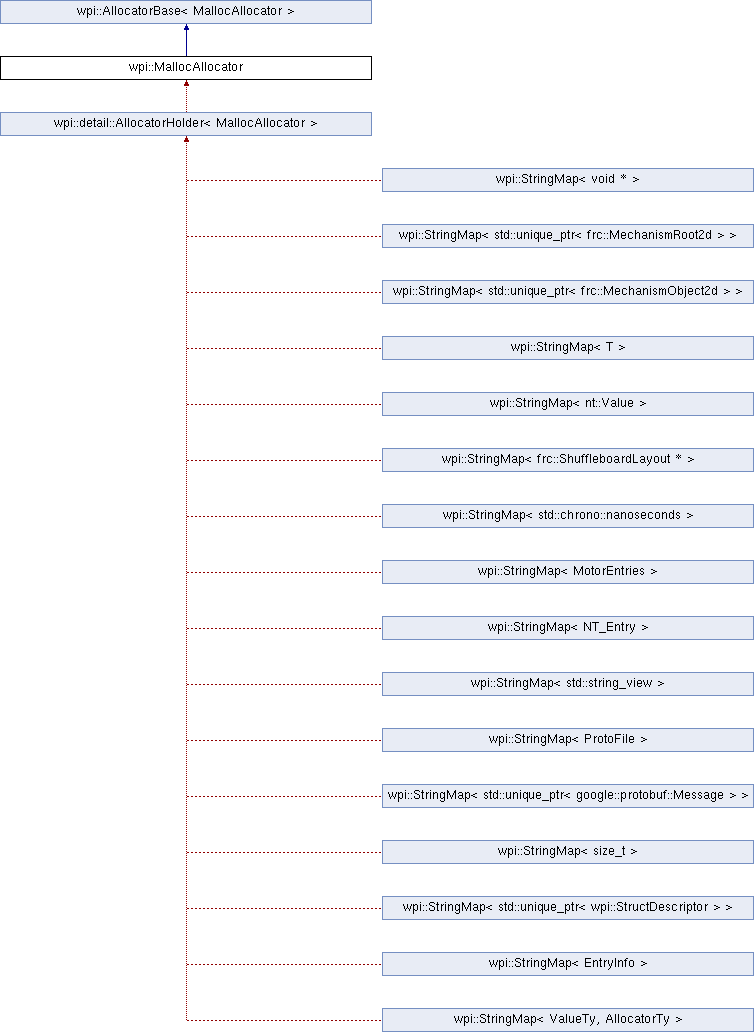 wpi::AllocatorBase< MallocAllocator >
wpi::MallocAllocator
wpi::detail::AllocatorHolder< MallocAllocator >
wpi::StringMap< void * >
wpi::StringMap< std::unique_ptr< frc::MechanismRoot2d > >
wpi::StringMap< std::unique_ptr< frc::MechanismObject2d > >
wpi::StringMap< T >
wpi::StringMap< nt::Value >
wpi::StringMap< frc::ShuffleboardLayout * >
wpi::StringMap< std::chrono::nanoseconds >
wpi::StringMap< MotorEntries >
wpi::StringMap< NT_Entry >
wpi::StringMap< std::string_view >
wpi::StringMap< ProtoFile >
wpi::StringMap< std::unique_ptr< google::protobuf::Message > >
wpi::StringMap< size_t >
wpi::StringMap< std::unique_ptr< wpi::StructDescriptor > >
wpi::StringMap< EntryInfo >
wpi::StringMap< ValueTy, AllocatorTy >